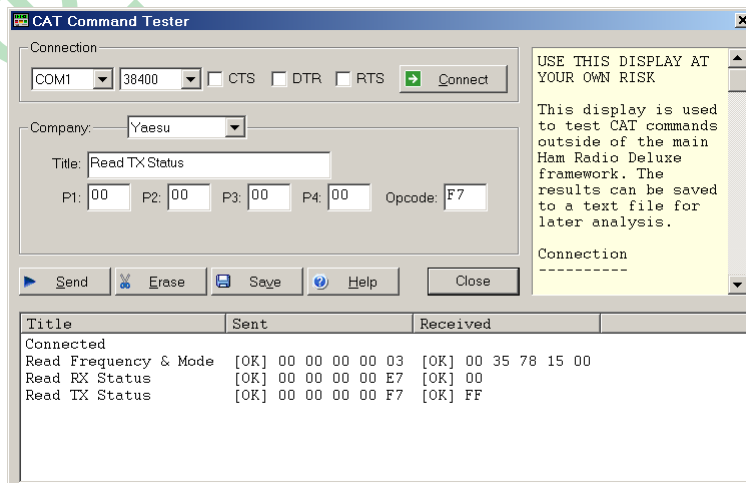 CAT Command Tester
Connection
COM1 38400 CTS DTR RTS Connect
Company: Yaesu
Title: Read TX Status
P1: 00 P2: 00 P3: 00 P4: 00 Opcode: F7
Send Erase Save Help Close
USE THIS DISPLAY AT
YOUR OWN RISK
This display is used
to test CAT commands
outside of the main
Ham Radio Deluxe
framework. The
results can be saved
to a text file for
later analysis.
Connection
----------
Title Sent Received
Connected
Read Frequency & Mode [OK] 00 00 00 00 03 [OK] 00 35 78 15 00
Read RX Status [OK] 00 00 00 00 E7 [OK] 00
Read TX Status [OK] 00 00 00 00 F7 [OK] FF